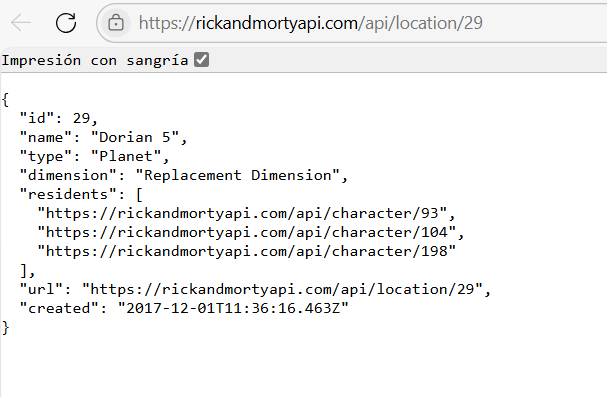 https://rickandmortyapi.com/api/location/29
Impresión con sangría
{
  "id": 29,
  "name": "Dorian 5",
  "type": "Planet",
  "dimension": "Replacement Dimension",
  "residents": [
    "https://rickandmortyapi.com/api/character/93",
    "https://rickandmortyapi.com/api/character/104",
    "https://rickandmortyapi.com/api/character/198"
  ],
  "url": "https://rickandmortyapi.com/api/location/29",
  "created": "2017-12-01T11:36:16.463Z"
}